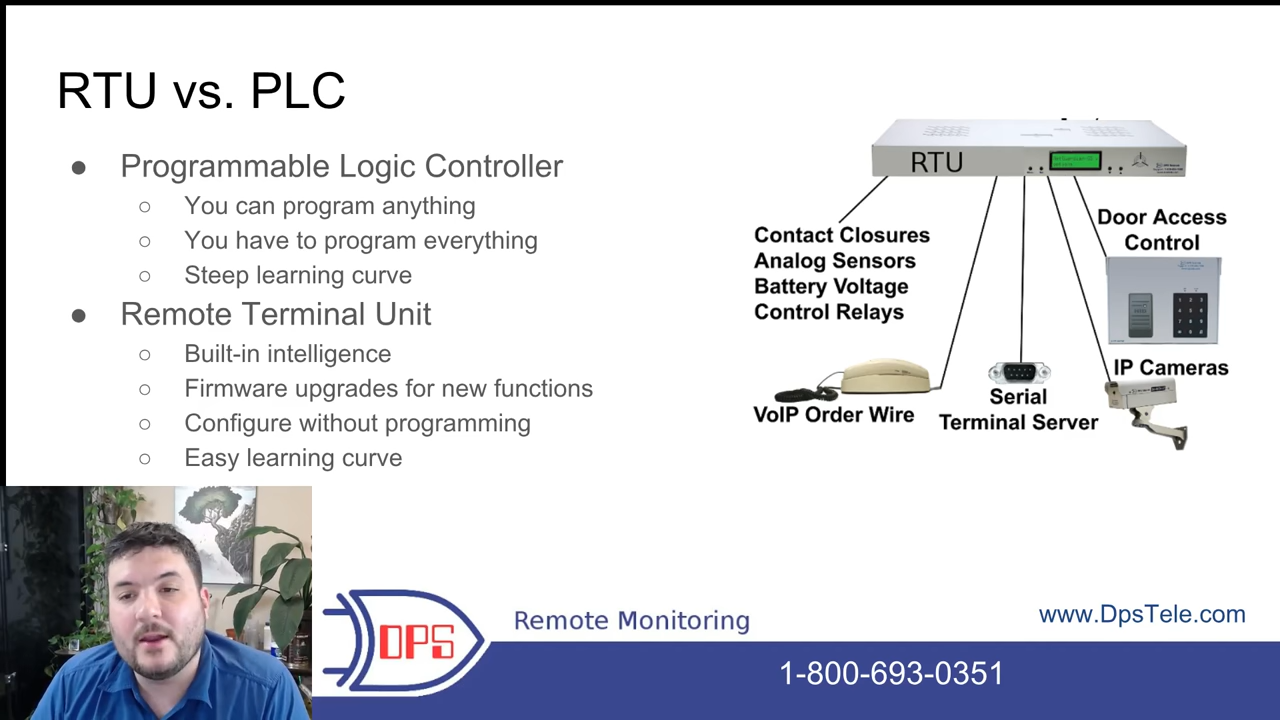 RTU vs. PLC
● Programmable Logic Controller
○ You can program anything
○ You have to program everything
○ Steep learning curve
● Remote Terminal Unit
○ Built-in intelligence
○ Firmware upgrades for new functions
○ Configure without programming
○ Easy learning curve
RTU
Contact Closures
Analog Sensors
Battery Voltage
Control Relays
Door Access
Control
IP Cameras
VoIP Order Wire
Serial
Terminal Server
DPS
Remote Monitoring
www.DpsTele.com
1-800-693-0351